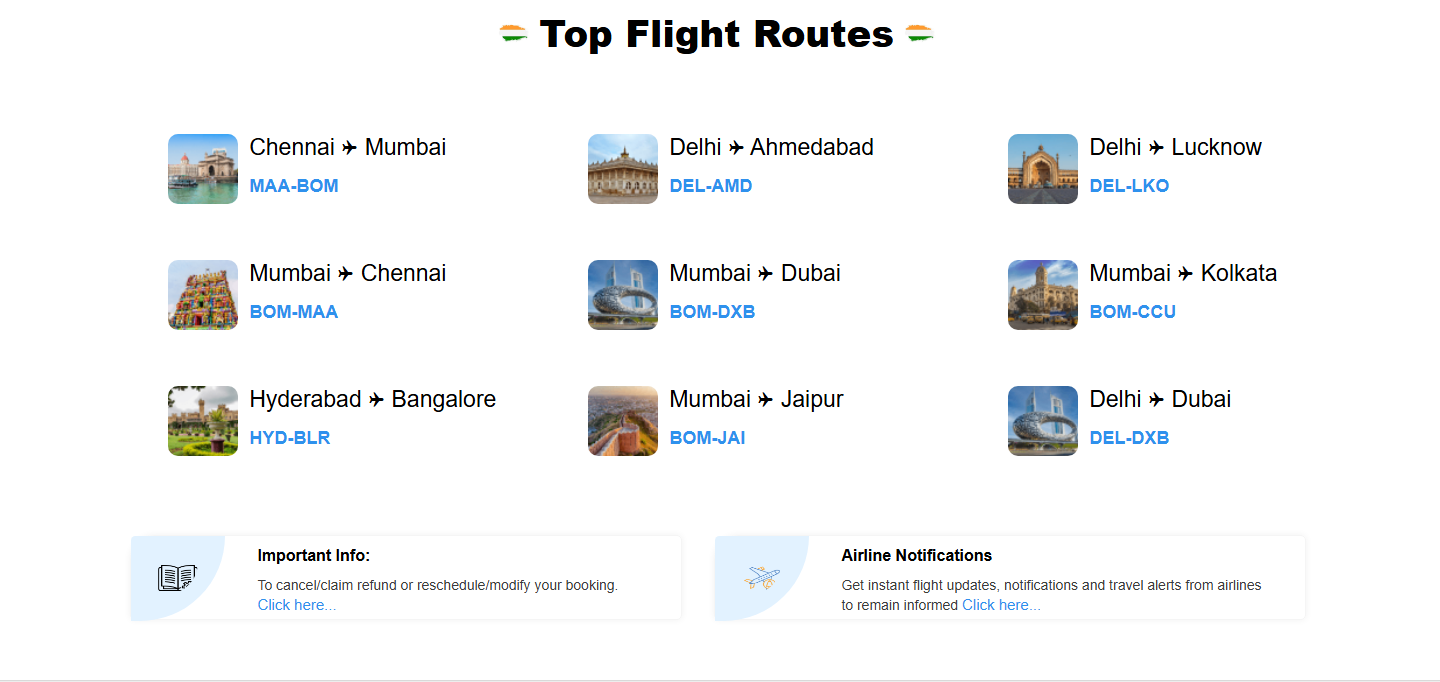 Top Flight Routes
Chennai ✈ Mumbai
MAA-BOM
Delhi ✈ Ahmedabad
DEL-AMD
Delhi ✈ Lucknow
DEL-LKO
Mumbai ✈ Chennai
BOM-MAA
Mumbai ✈ Dubai
BOM-DXB
Mumbai ✈ Kolkata
BOM-CCU
Hyderabad ✈ Bangalore
HYD-BLR
Mumbai ✈ Jaipur
BOM-JAI
Delhi ✈ Dubai
DEL-DXB
Important Info:
To cancel/claim refund or reschedule/modify your booking.
Click here...
Airline Notifications
Get instant flight updates, notifications and travel alerts from airlines
to remain informed Click here...